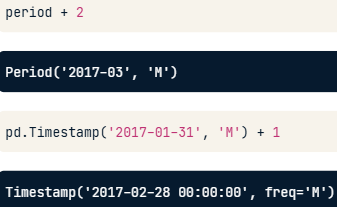 period + 2
Period('2017-03', 'M')
pd.Timestamp('2017-01-31', 'M') + 1
Timestamp('2017-02-28 00:00:00', freq='M')